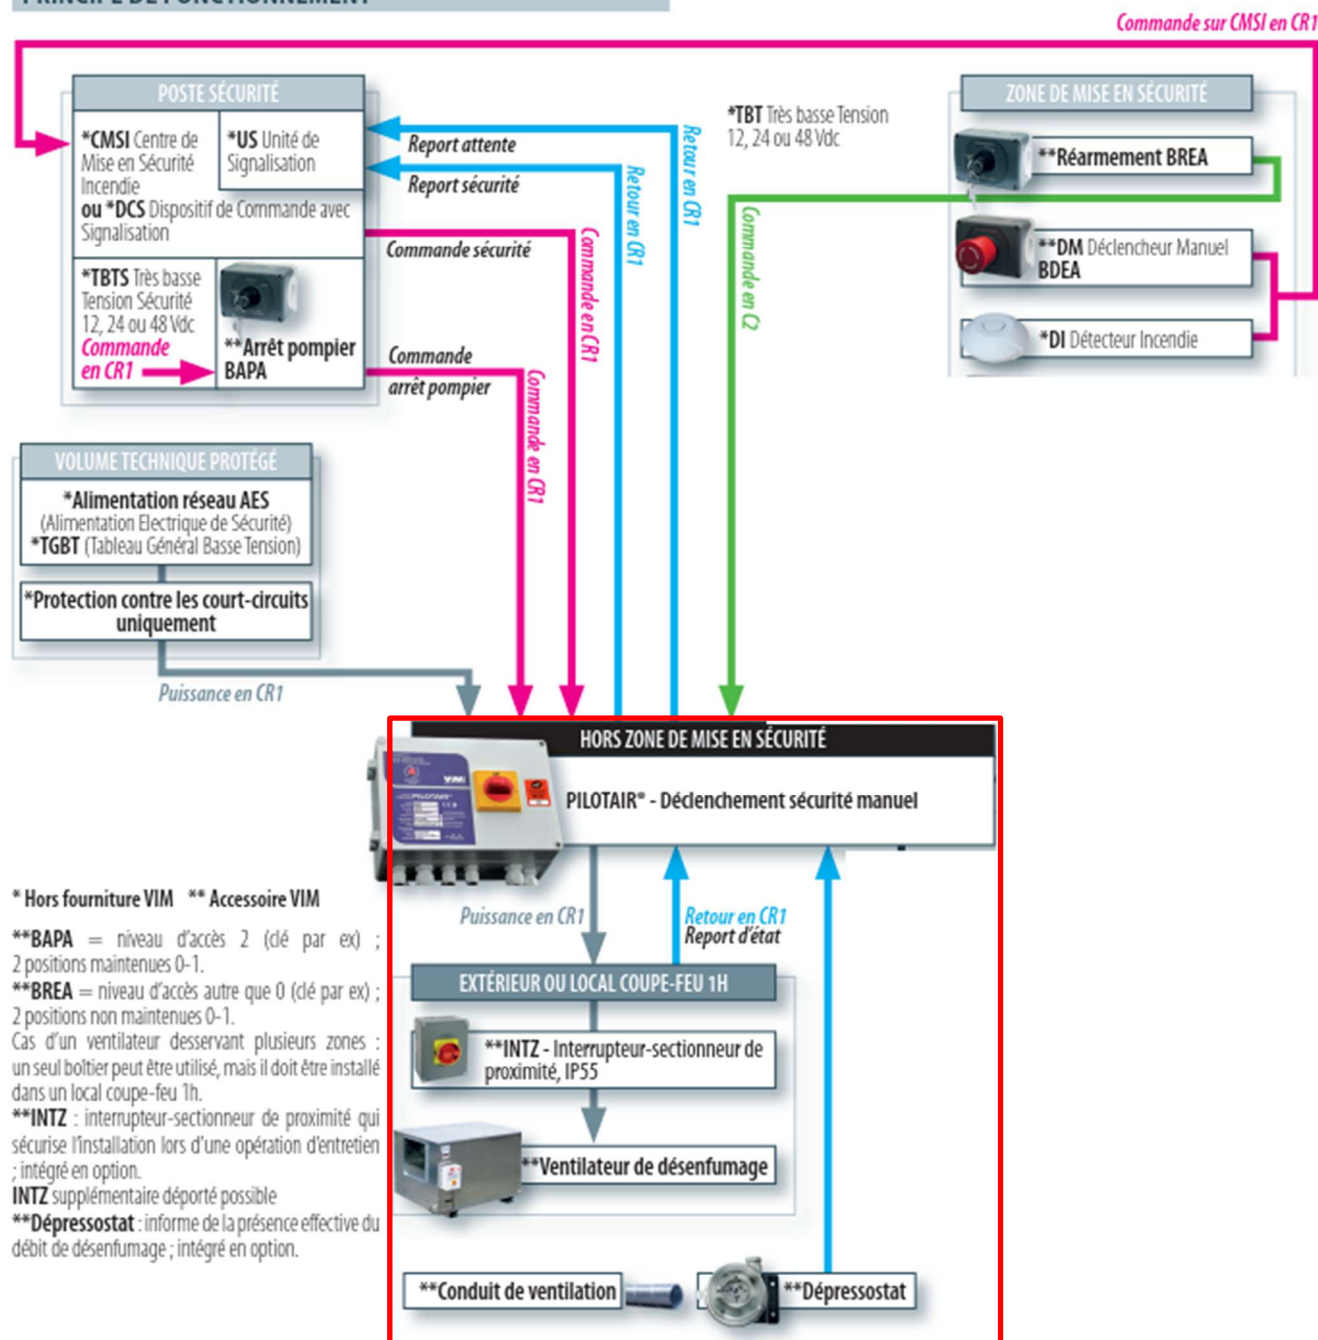 PRINCIPE DE FONCTIONNEMENT
Commande sur CMSI en CR1
POSTE SÉCURITÉ
*CMSI Centre de
Mise en Sécurité
Incendie
ou *DCS Dispositif de Commande avec
Signalisation
*US Unité de
Signalisation
*TBTS Très basse
Tension Sécurité
12, 24 ou 48 Vdc
Commande
en CR1
**Arrêt pompier
BAPA
Report attente
Report sécurité
Commande sécurité
Commande
arrêt pompier
Commande en CR1
Commande en CR1
Retour en CR1
Retour en CR1
*TBT Très basse Tension
12, 24 ou 48 Vdc
Commande en C2
ZONE DE MISE EN SÉCURITÉ
**Réarmement BREA
**DM Déclencheur Manuel
BDEA
*DI Détecteur Incendie
VOLUME TECHNIQUE PROTÉGÉ
*Alimentation réseau AES
(Alimentation Electrique de Sécurité)
*TGBT (Tableau Général Basse Tension)
*Protection contre les court-circuits
uniquement
Puissance en CR1
HORS ZONE DE MISE EN SÉCURITÉ
VIM
PILOTAIR
PILOTAIR® - Déclenchement sécurité manuel
Puissance en CR1
Retour en CR1
Report d'état
EXTÉRIEUR OU LOCAL COUPE-FEU 1H
**INTZ - Interrupteur-sectionneur de
proximité, IP55
**Ventilateur de désenfumage
**Conduit de ventilation
**Dépressostat
* Hors fourniture VIM ** Accessoire VIM
**BAPA = niveau d'accès 2 (clé par ex) ;
2 positions maintenues 0-1.
**BREA = niveau d'accès autre que 0 (clé par ex) ;
2 positions non maintenues 0-1.
Cas d'un ventilateur desservant plusieurs zones :
un seul boîtier peut être utilisé, mais il doit être installé
dans un local coupe-feu 1h.
**INTZ : interrupteur-sectionneur de proximité qui
sécurise l'installation lors d'une opération d'entretien
; intégré en option.
INTZ supplémentaire déporté possible
**Dépressostat : informe de la présence effective du
débit de désenfumage ; intégré en option.